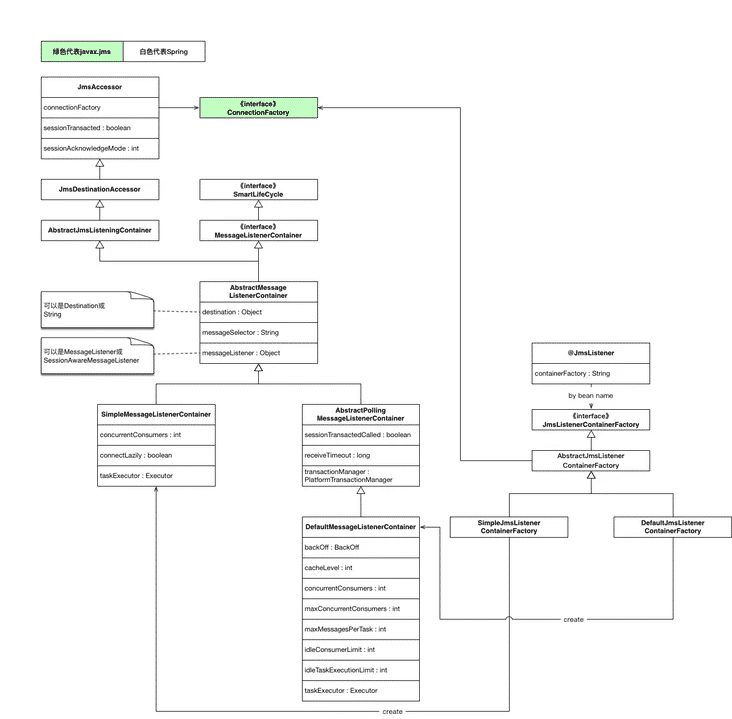 绿色代表javax.jms
白色代表Spring
JmsAccessor
connectionFactory
sessionTransacted : boolean
sessionAcknowledgeMode : int
《interface》
ConnectionFactory
JmsDestinationAccessor
《interface》
SmartLifeCycle
AbstractJmsListeningContainer
《interface》
MessageListenerContainer
AbstractMessage
ListenerContainer
destination : Object
messageSelector : String
messageListener : Object
可以是Destination或
String
可以是MessageListener或
SessionAwareMessageListener
@JmsListener
containerFactory : String
by bean name
《interface》
JmsListenerContainerFactory
AbstractJmsListener
ContainerFactory
SimpleMessageListenerContainer
concurrentConsumers : int
connectLazily : boolean
taskExecutor : Executor
AbstractPolling
MessageListenerContainer
sessionTransactedCalled : boolean
receiveTimeout : long
transactionManager :
PlatformTransactionManager
SimpleJmsListener
ContainerFactory
DefaultJmsListener
ContainerFactory
DefaultMessageListenerContainer
backOff : BackOff
cacheLevel : int
concurrentConsumers : int
maxConcurrentConsumers : int
maxMessagesPerTask : int
idleConsumerLimit : int
idleTaskExecutionLimit : int
taskExecutor : Executor
create
create